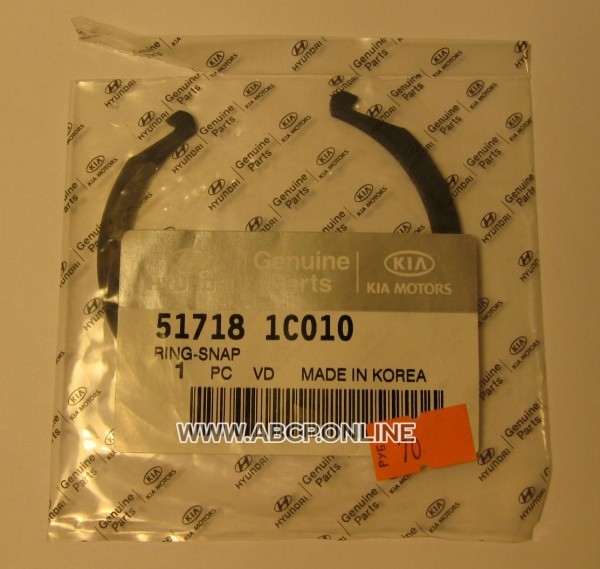 HYUNDAI
Genuine Parts
KIA
KIA MOTORS
51718 1C010
RING-SNAP
1 PC VD MADE IN KOREA
WWW.ABCP.ONLINE
70